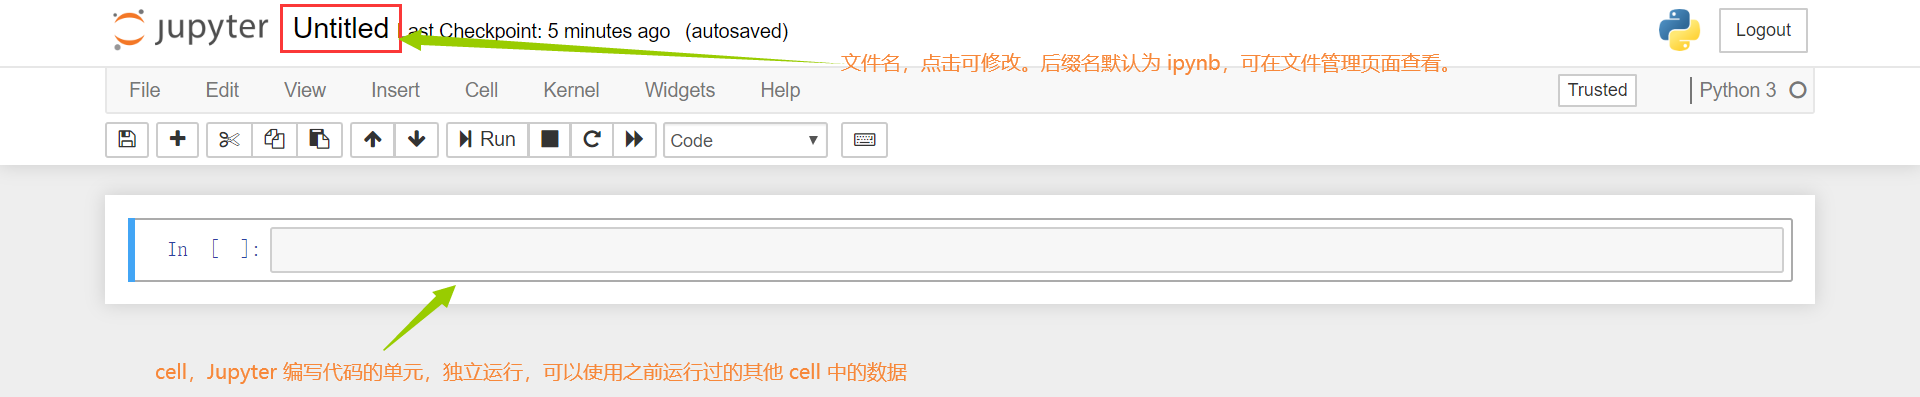 jupyter Untitled Last Checkpoint: 5 minutes ago (autosaved) Logout
文件名，点击可修改。后缀名默认为 ipynb，可在文件管理页面查看。
File Edit View Insert Cell Kernel Widgets Help Trusted Python 3
Run Code
In [ ]:
cell，Jupyter 编写代码的单元，独立运行，可以使用之前运行过的其他 cell 中的数据